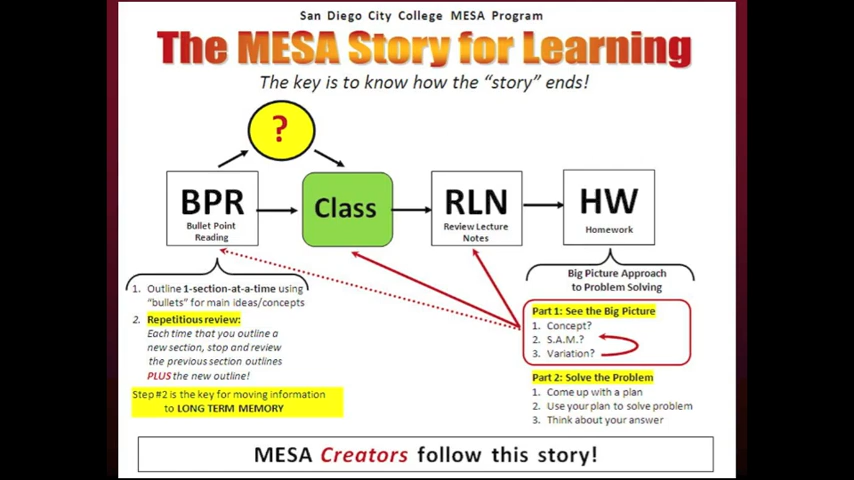 San Diego City College MESA Program
The MESA Story for Learning
The key is to know how the “story” ends!
?
BPR
Bullet Point
Reading
Class
RLN
Review Lecture
Notes
HW
Homework
1. Outline 1-section-at-a-time using
“bullets” for main ideas/concepts
2. Repetitious review:
Each time that you outline a
new section, stop and review
the previous section outlines
PLUS the new outline!
Step #2 is the key for moving information
to LONG TERM MEMORY
Big Picture Approach
to Problem Solving
Part 1: See the Big Picture
1. Concept?
2. S.A.M.?
3. Variation?
Part 2: Solve the Problem
1. Come up with a plan
2. Use your plan to solve problem
3. Think about your answer
MESA Creators follow this story!